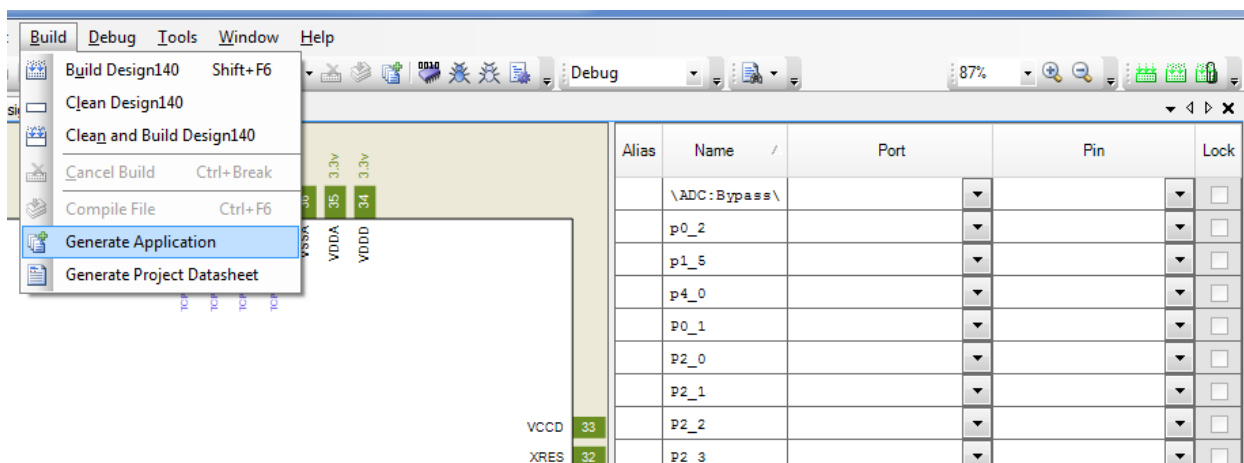 Build Debug Tools Window Help
Build Design140 Shift+F6
Debug
87%
Clean Design140
Clean and Build Design140
Cancel Build Ctrl+Break
Compile File Ctrl+F6
Generate Application
Generate Project Datasheet
3.3v 3.3v
36 35 34
VSSA VDDA VDDD
VCCD 33
XRES 32
Alias Name Port Pin Lock
\ADC:Bypass\
p0_2
p1_5
p4_0
P0_1
P2_0
P2_1
P2_2
P2_3